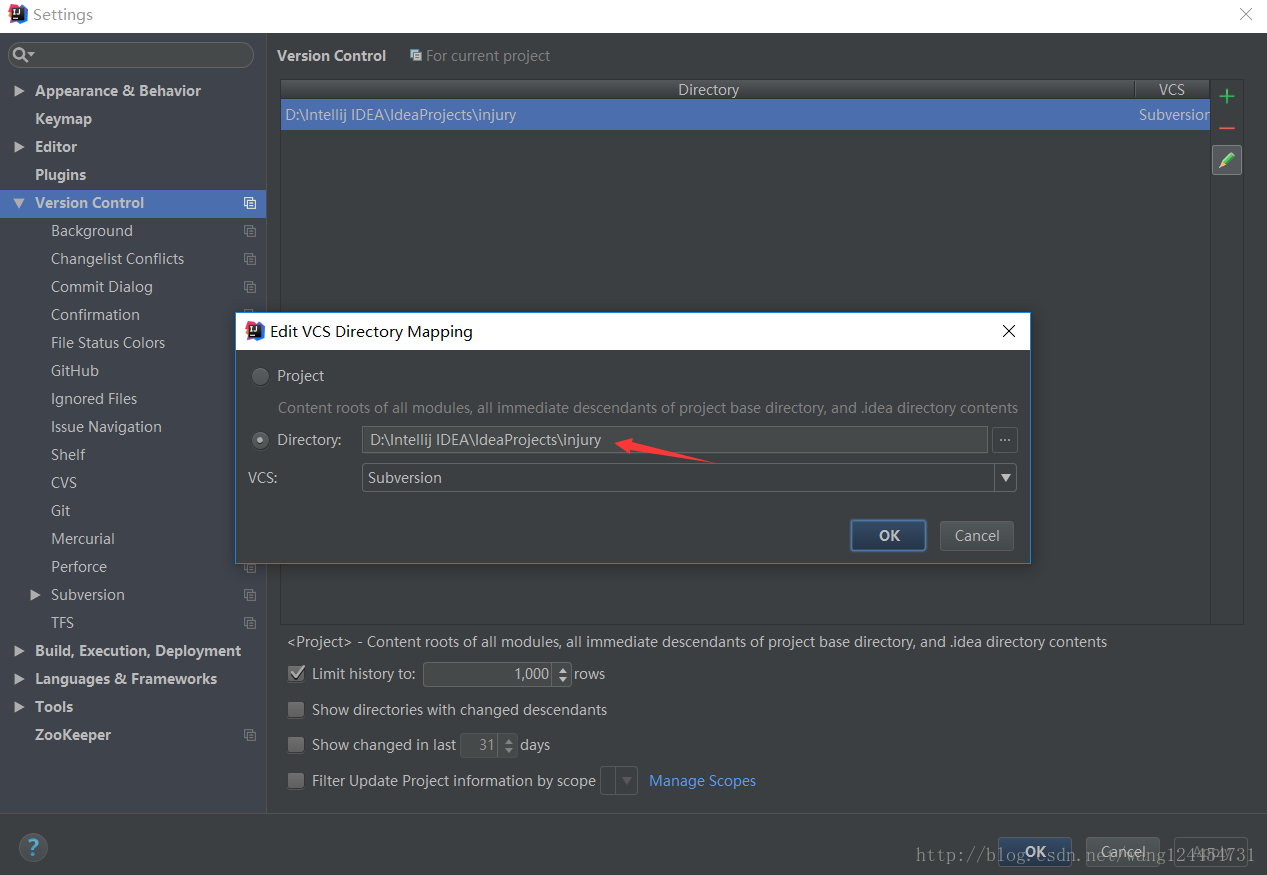 Settings
Version Control
For current project
Directory
VCS
D:\Intellij IDEA\IdeaProjects\injury
Subversion
Appearance & Behavior
Keymap
Editor
Plugins
Version Control
Background
Changelist Conflicts
Commit Dialog
Confirmation
File Status Colors
GitHub
Ignored Files
Issue Navigation
Shelf
CVS
Git
Mercurial
Perforce
Subversion
TFS
Build, Execution, Deployment
Languages & Frameworks
Tools
ZooKeeper
Edit VCS Directory Mapping
Project
Content roots of all modules, all immediate descendants of project base directory, and .idea directory contents
Directory: D:\Intellij IDEA\IdeaProjects\injury ...
VCS: Subversion
OK Cancel
<Project> - Content roots of all modules, all immediate descendants of project base directory, and .idea directory contents
Limit history to: 1,000 rows
Show directories with changed descendants
Show changed in last 31 days
Filter Update Project information by scope Manage Scopes
?
OK Cancel Apply
http://blog.csdn.net/wang124454731